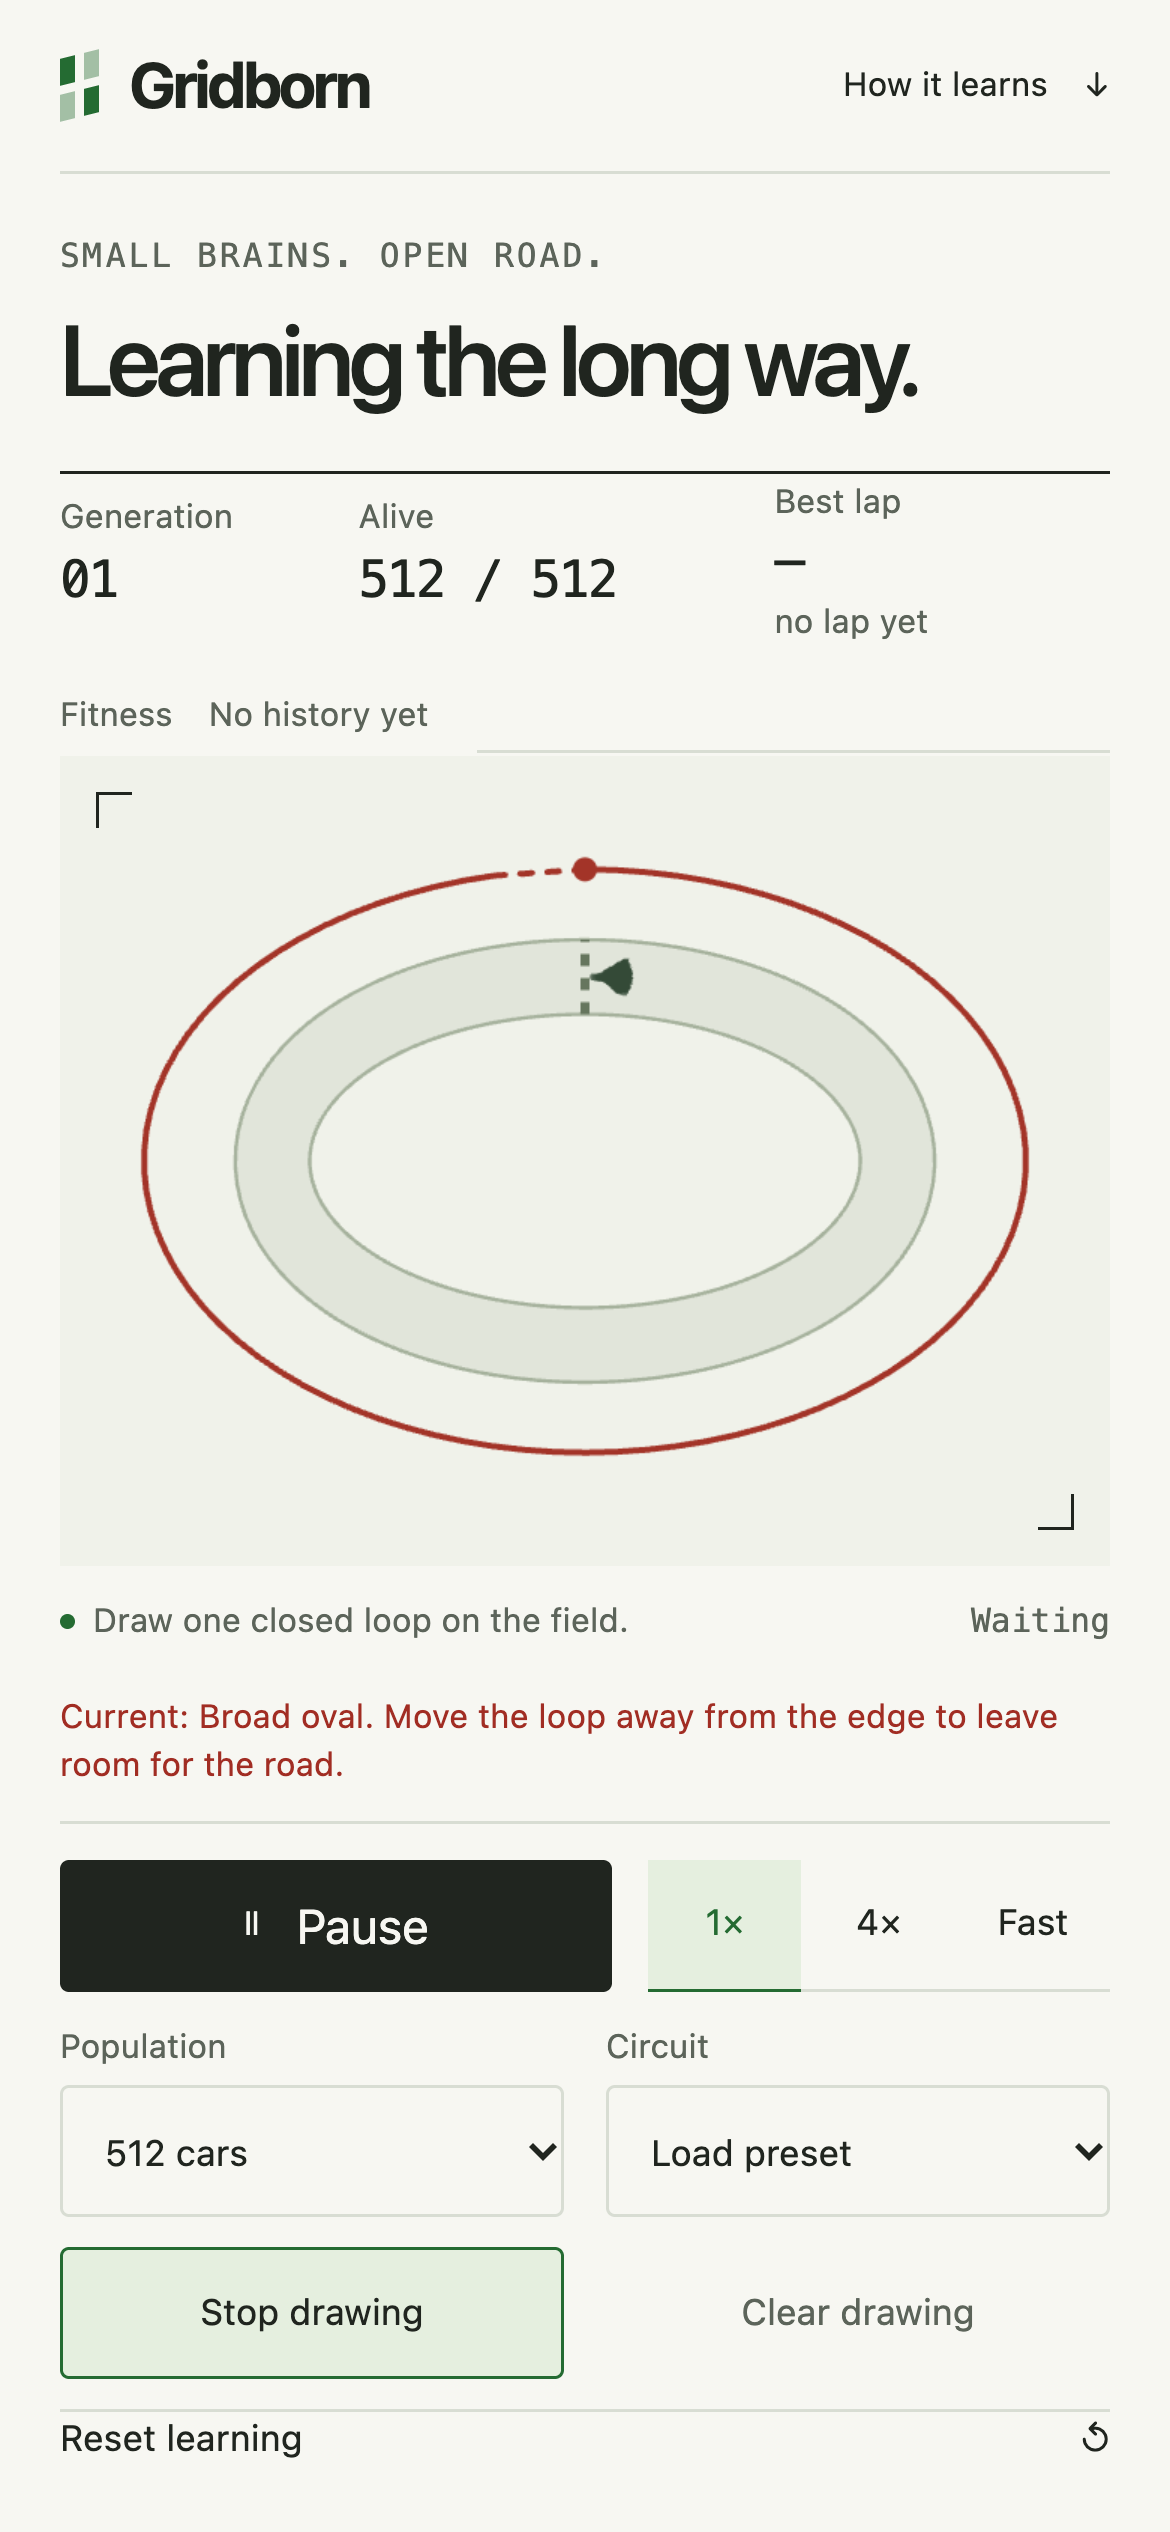 Gridborn
How it learns ↓
SMALL BRAINS. OPEN ROAD.
Learning the long way.
Generation
01
Alive
512 / 512
Best lap
—
no lap yet
Fitness No history yet
Draw one closed loop on the field.
Waiting
Current: Broad oval. Move the loop away from the edge to leave
room for the road.
Pause
1×
4×
Fast
Population
Circuit
512 cars
Load preset
Stop drawing
Clear drawing
Reset learning